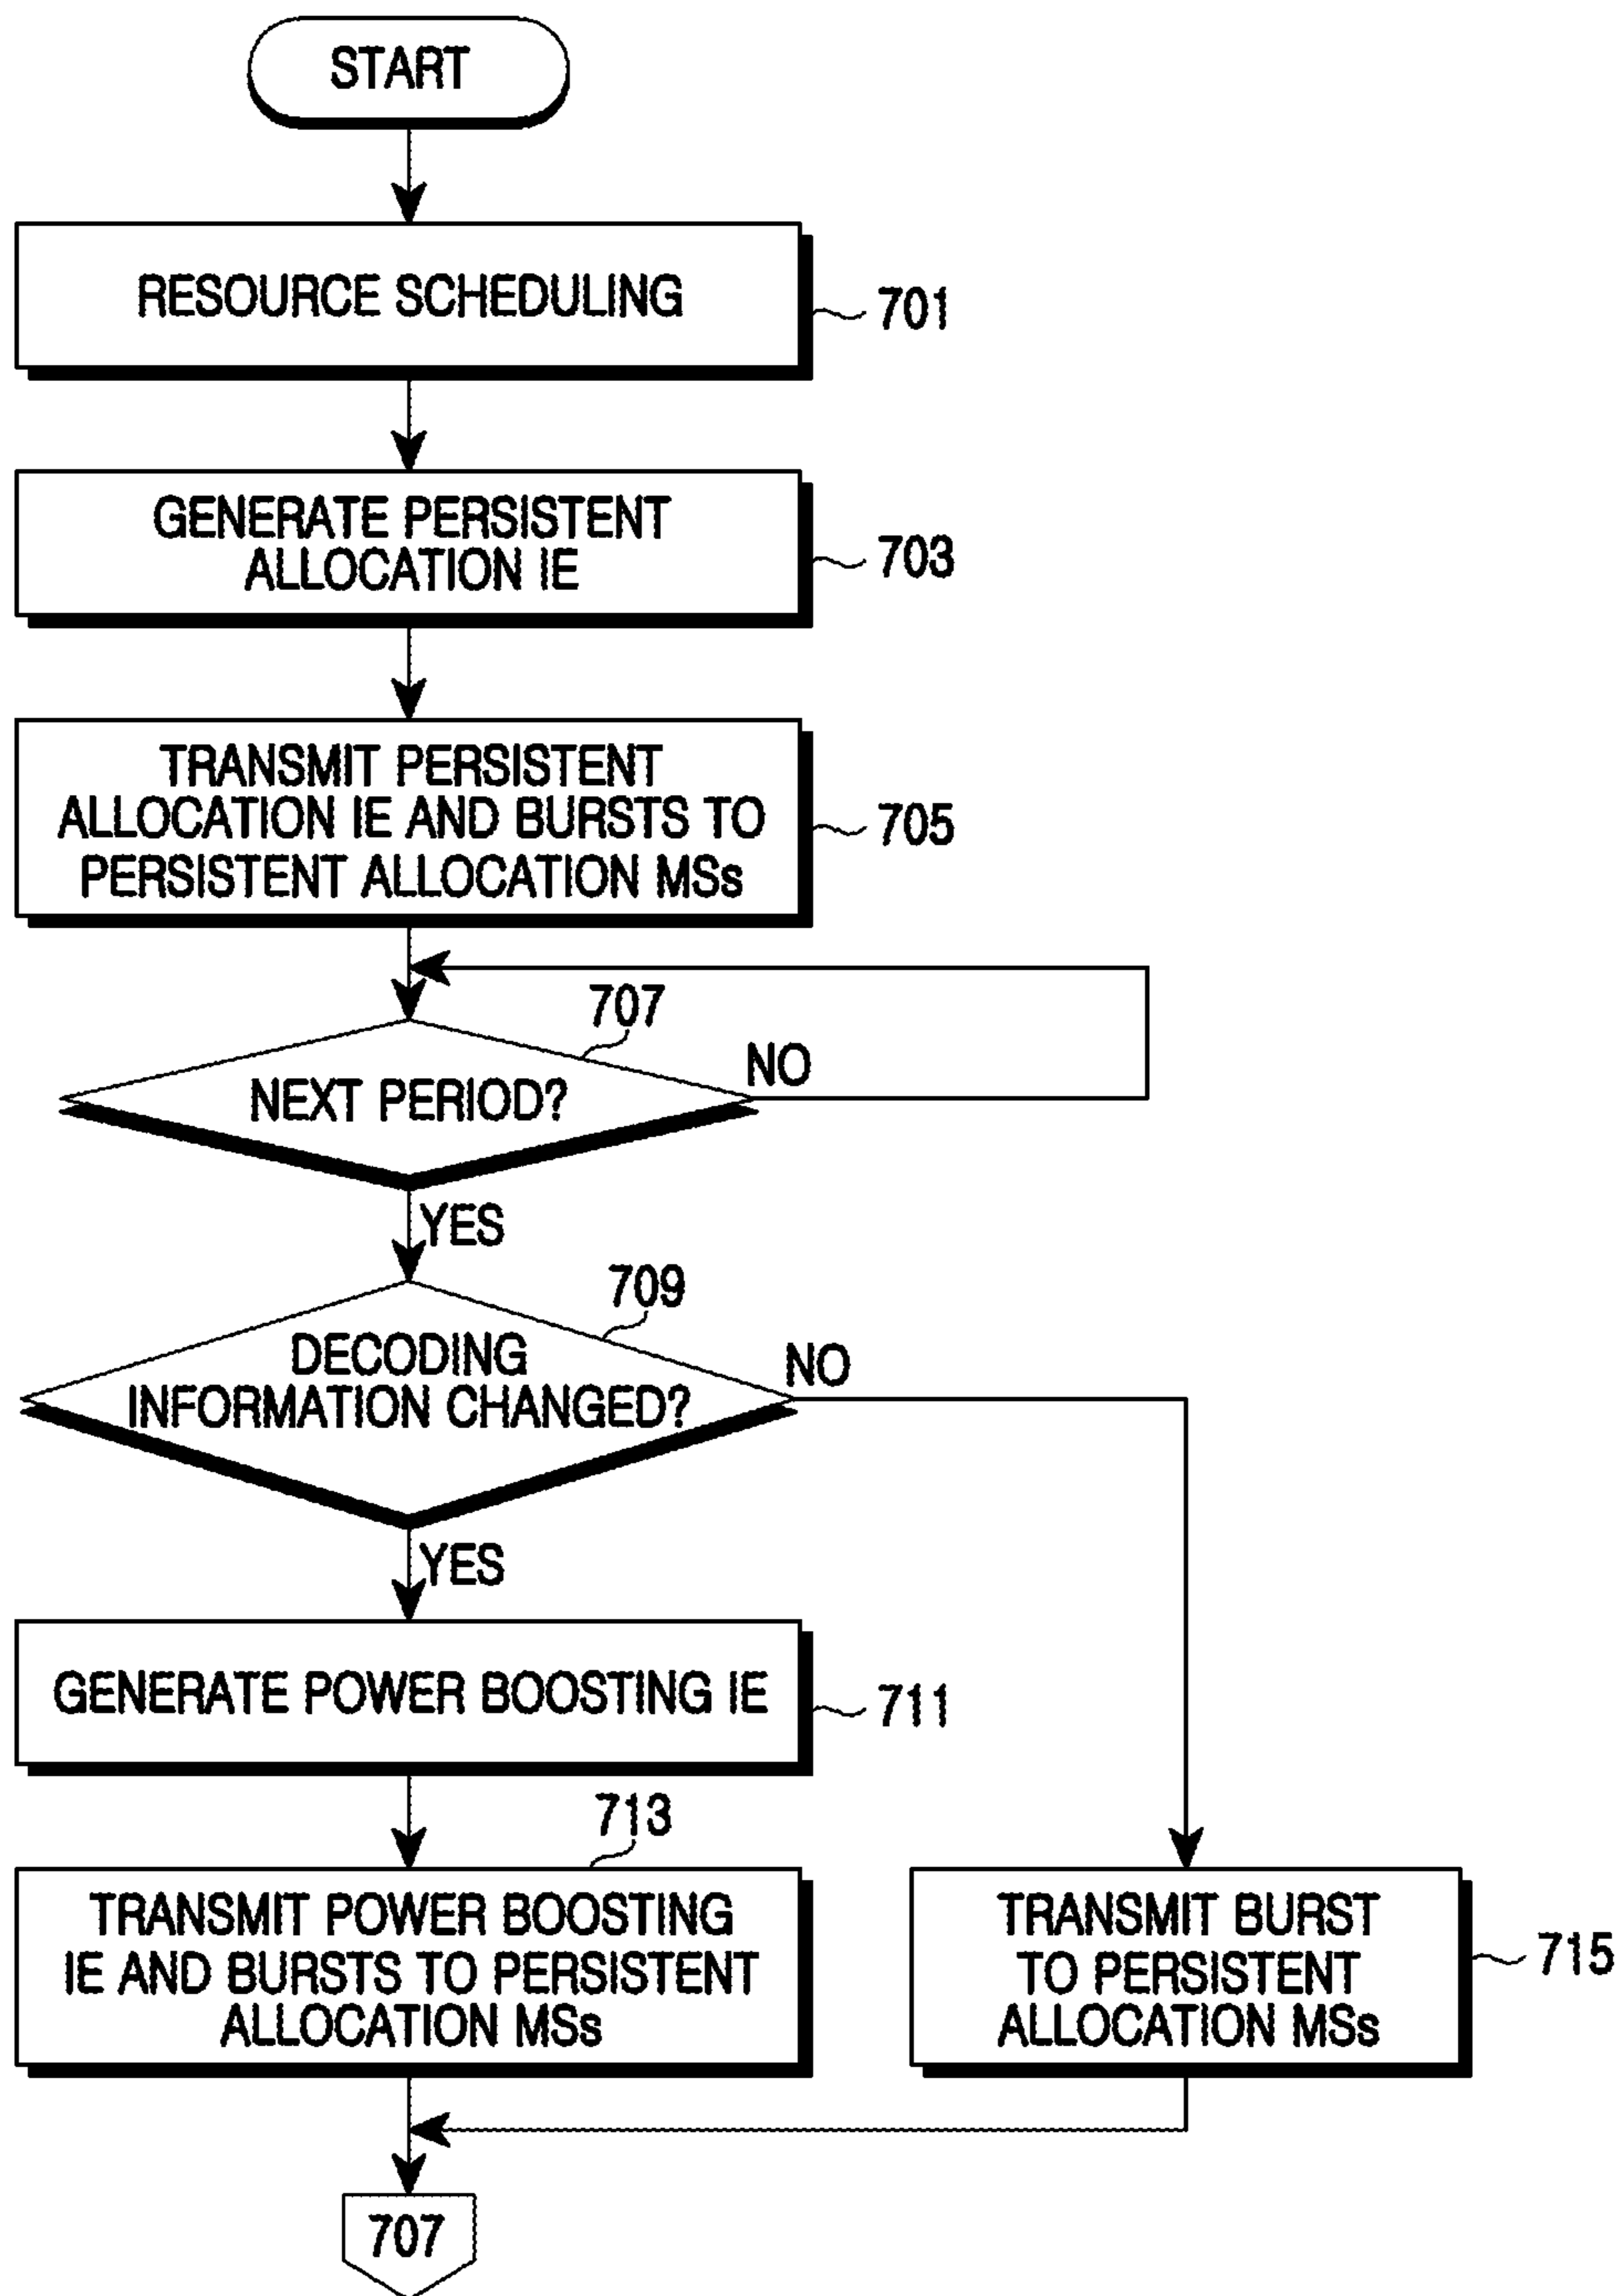 START
RESOURCE SCHEDULING
701
GENERATE PERSISTENT
ALLOCATION IE
703
TRANSMIT PERSISTENT
ALLOCATION IE AND BURSTS TO
PERSISTENT ALLOCATION MSs
705
707
NEXT PERIOD?
NO
YES
709
DECODING
INFORMATION CHANGED?
NO
YES
GENERATE POWER BOOSTING IE
711
713
TRANSMIT POWER BOOSTING
IE AND BURSTS TO PERSISTENT
ALLOCATION MSs
TRANSMIT BURST
TO PERSISTENT
ALLOCATION MSs
715
707